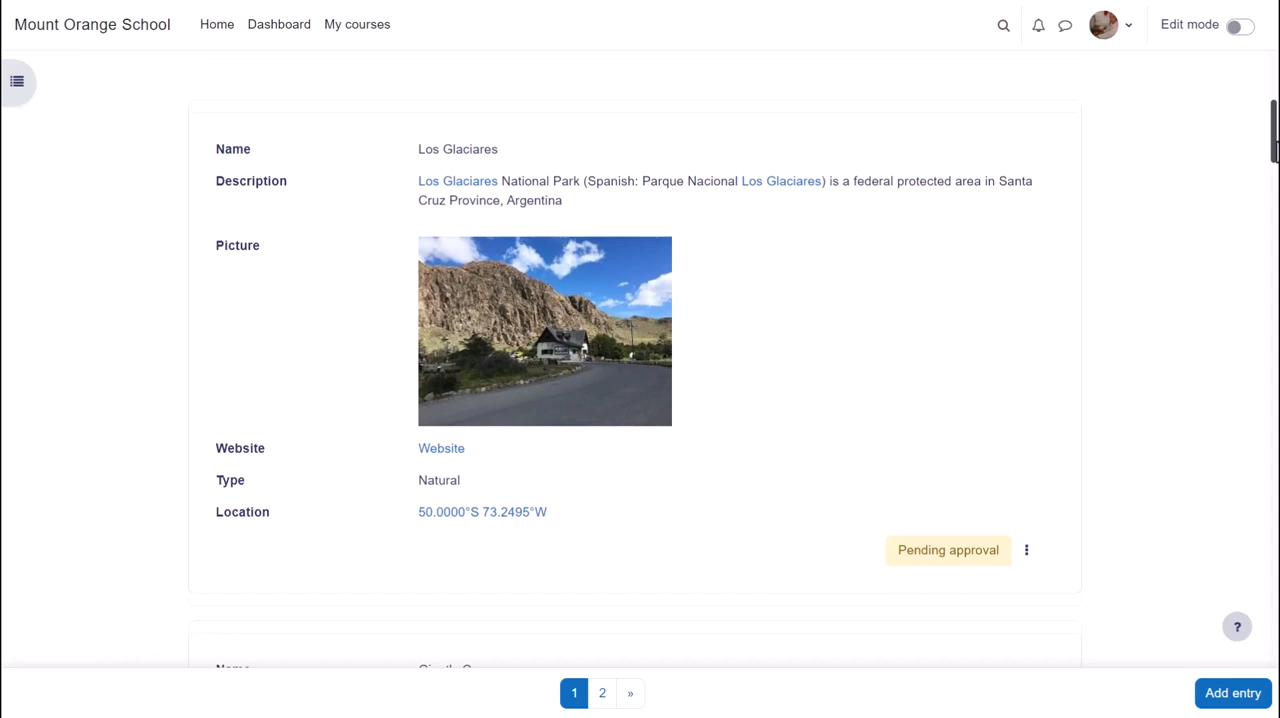 Mount Orange School
Home
Dashboard
My courses
Edit mode
Name
Los Glaciares
Description
Los Glaciares National Park (Spanish: Parque Nacional Los Glaciares) is a federal protected area in Santa
Cruz Province, Argentina
Picture
Website
Website
Type
Natural
Location
50.0000°S 73.2495°W
Pending approval
?
Name
1
2
»
Add entry